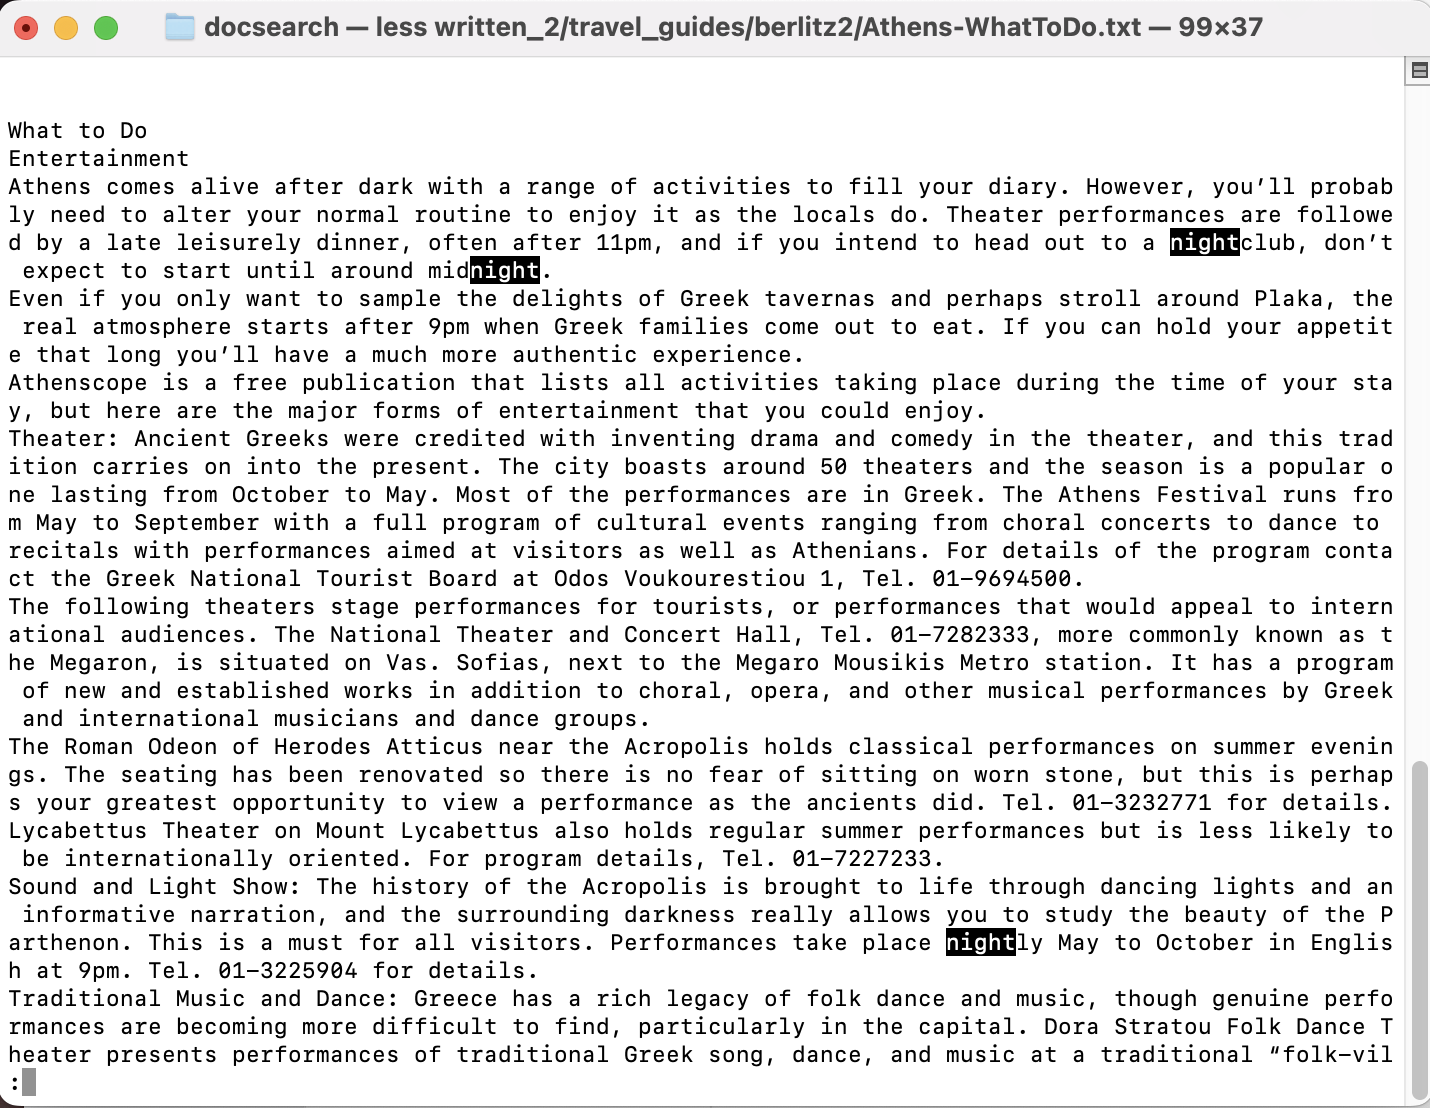 docsearch — less written_2/travel_guides/berlitz2/Athens-WhatToDo.txt — 99×37
What to Do
Entertainment
Athens comes alive after dark with a range of activities to fill your diary. However, you’ll probab
ly need to alter your normal routine to enjoy it as the locals do. Theater performances are followe
d by a late leisurely dinner, often after 11pm, and if you intend to head out to a nightclub, don’t
 expect to start until around midnight.
Even if you only want to sample the delights of Greek tavernas and perhaps stroll around Plaka, the
 real atmosphere starts after 9pm when Greek families come out to eat. If you can hold your appetit
e that long you’ll have a much more authentic experience.
Athenscope is a free publication that lists all activities taking place during the time of your sta
y, but here are the major forms of entertainment that you could enjoy.
Theater: Ancient Greeks were credited with inventing drama and comedy in the theater, and this trad
ition carries on into the present. The city boasts around 50 theaters and the season is a popular o
ne lasting from October to May. Most of the performances are in Greek. The Athens Festival runs fro
m May to September with a full program of cultural events ranging from choral concerts to dance to
recitals with performances aimed at visitors as well as Athenians. For details of the program conta
ct the Greek National Tourist Board at Odos Voukourestiou 1, Tel. 01-9694500.
The following theaters stage performances for tourists, or performances that would appeal to intern
ational audiences. The National Theater and Concert Hall, Tel. 01-7282333, more commonly known as t
he Megaron, is situated on Vas. Sofias, next to the Megaro Mousikis Metro station. It has a program
 of new and established works in addition to choral, opera, and other musical performances by Greek
 and international musicians and dance groups.
The Roman Odeon of Herodes Atticus near the Acropolis holds classical performances on summer evenin
gs. The seating has been renovated so there is no fear of sitting on worn stone, but this is perhap
s your greatest opportunity to view a performance as the ancients did. Tel. 01-3232771 for details.
Lycabettus Theater on Mount Lycabettus also holds regular summer performances but is less likely to
 be internationally oriented. For program details, Tel. 01-7227233.
Sound and Light Show: The history of the Acropolis is brought to life through dancing lights and an
 informative narration, and the surrounding darkness really allows you to study the beauty of the P
arthenon. This is a must for all visitors. Performances take place nightly May to October in Englis
h at 9pm. Tel. 01-3225904 for details.
Traditional Music and Dance: Greece has a rich legacy of folk dance and music, though genuine perfo
rmances are becoming more difficult to find, particularly in the capital. Dora Stratou Folk Dance T
heater presents performances of traditional Greek song, dance, and music at a traditional “folk-vil
: